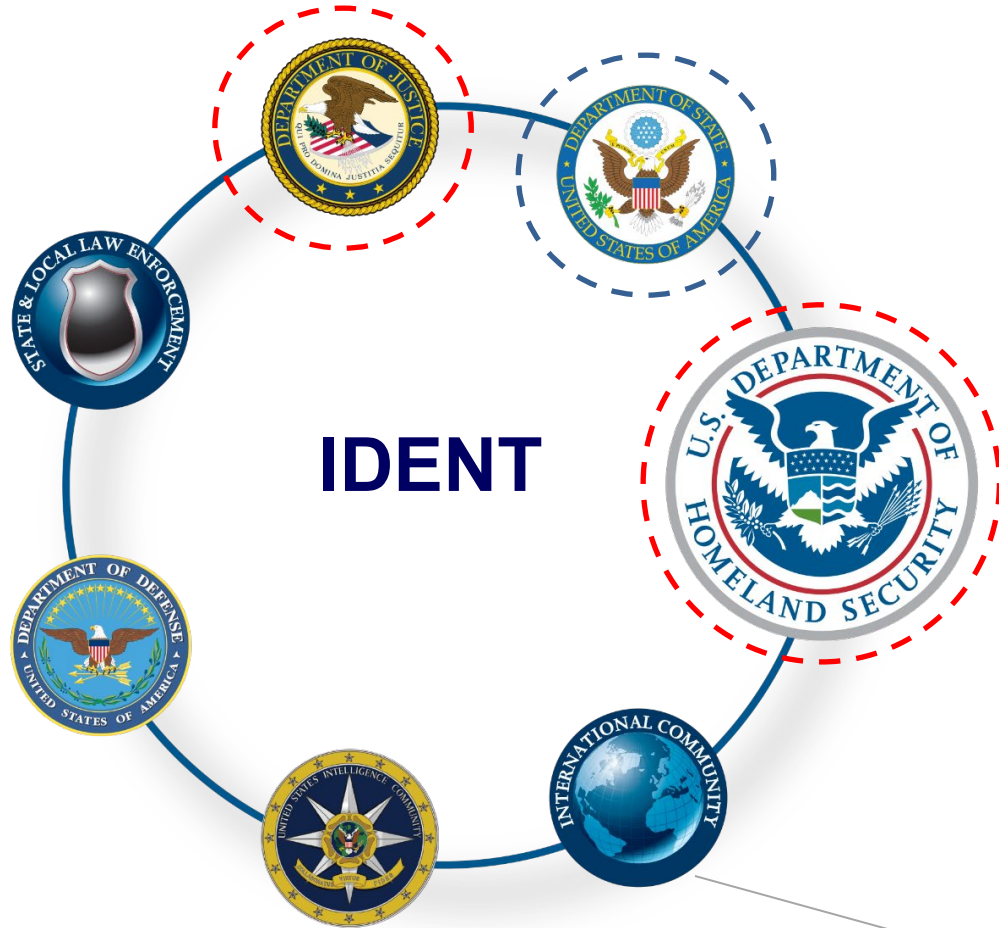 DEPARTMENT OF JUSTICE
QUI PRO DOMINA JUSTITIA SEQUITUR
DEPARTMENT OF STATE
UNITED STATES OF AMERICA
STATE & LOCAL LAW ENFORCEMENT
U.S. DEPARTMENT OF
HOMELAND SECURITY
IDENT
DEPARTMENT OF DEFENSE
UNITED STATES OF AMERICA
INTERNATIONAL COMMUNITY
UNITED STATES INTELLIGENCE COMMUNITY